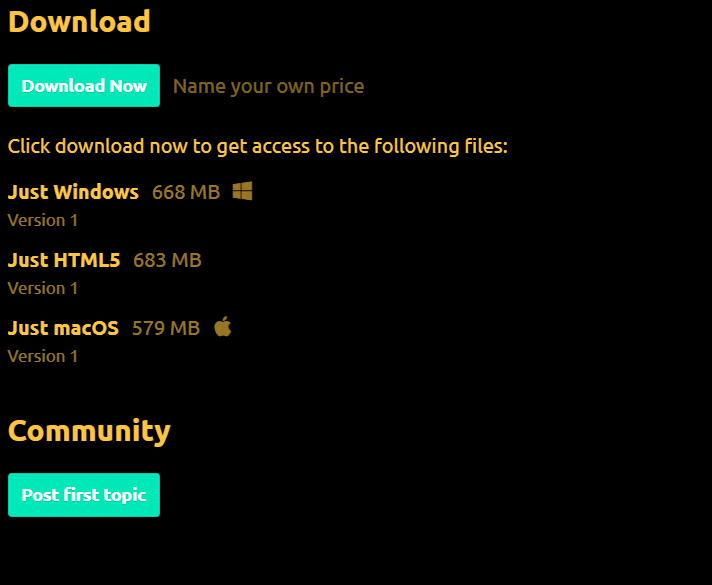 Download
Download Now Name your own price
Click download now to get access to the following files:
Just Windows 668 MB
Version 1
Just HTML5 683 MB
Version 1
Just macOS 579 MB
Version 1
Community
Post first topic